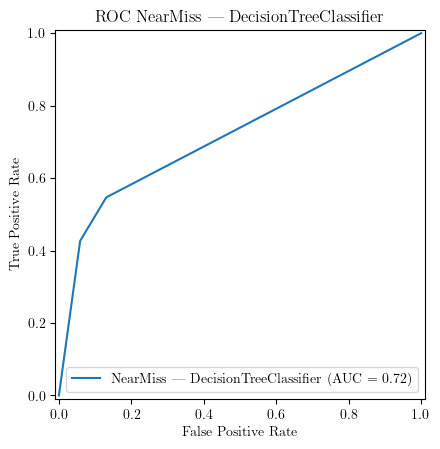 ROC NearMiss — DecisionTreeClassifier
1.0
0.8
0.6
0.4
0.2
0.0
True Positive Rate
NearMiss — DecisionTreeClassifier (AUC = 0.72)
0.0 0.2 0.4 0.6 0.8 1.0
False Positive Rate